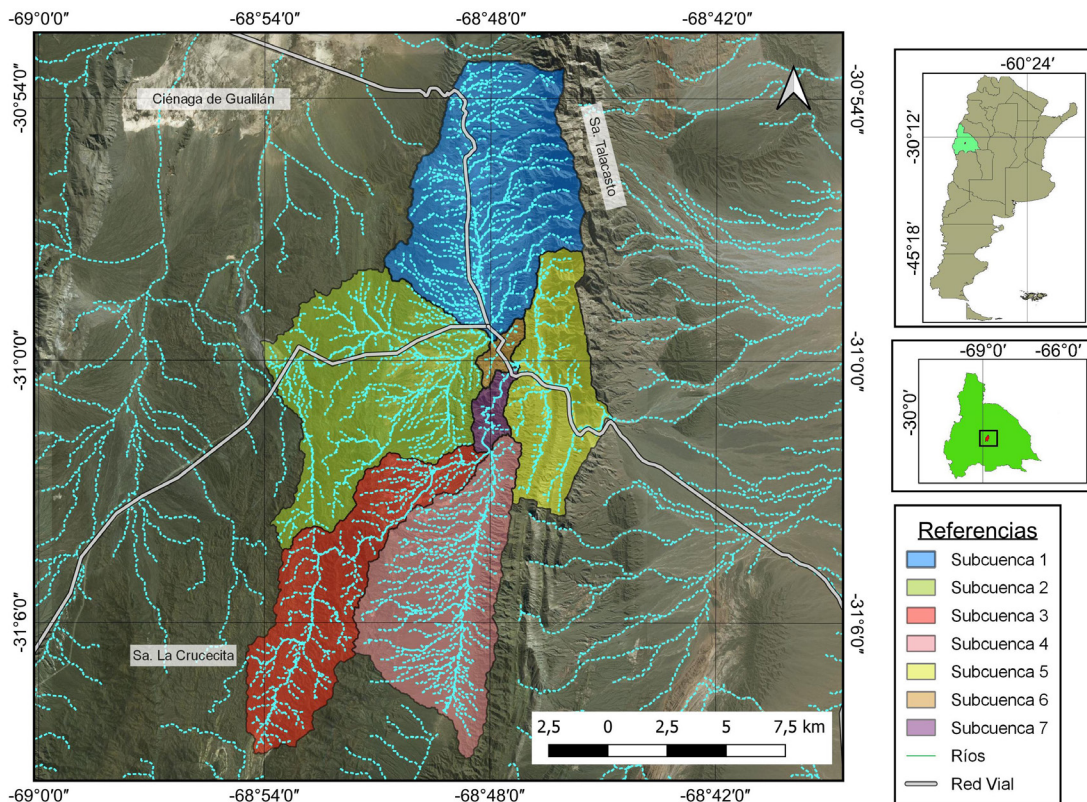 -69°0'0" -68°54'0" -68°48'0" -68°42'0"
-30°54'0"
-30°54'0"
Ciénaga de Gualilán
Sa. Talacasto
-31°0'0"
-31°0'0"
-31°6'0"
-31°6'0"
Sa. La Crucecita
2,5 0 2,5 5 7,5 km
-69°0'0" -68°54'0" -68°48'0" -68°42'0"
-60°24'
-30°12'
-45°18'
-69°0' -66°0'
-30°0'
Referencias
Subcuenca 1
Subcuenca 2
Subcuenca 3
Subcuenca 4
Subcuenca 5
Subcuenca 6
Subcuenca 7
Ríos
Red Vial